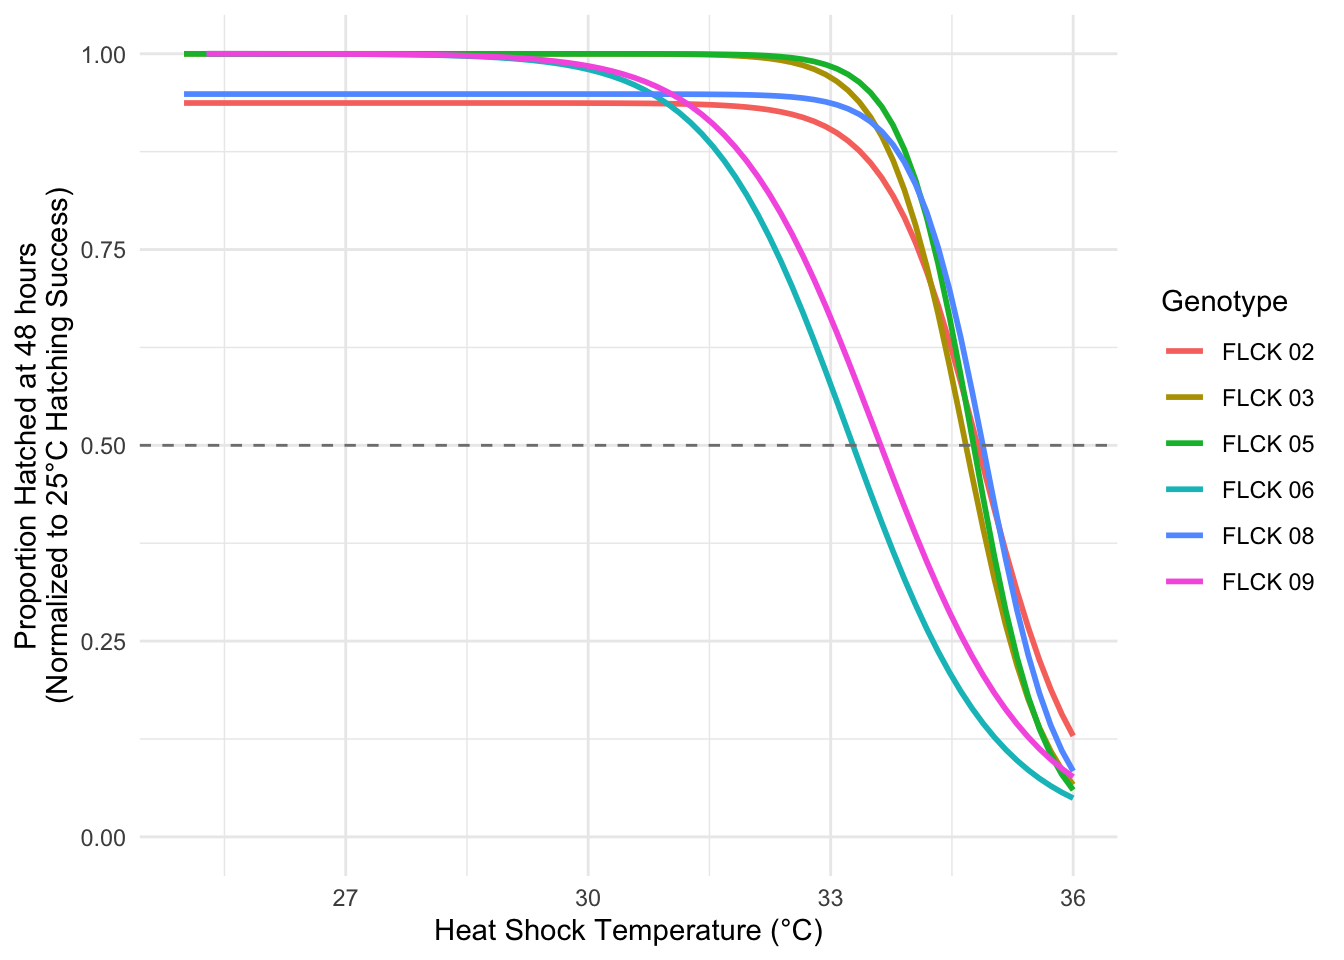 Proportion Hatched at 48 hours
(Normalized to 25°C Hatching Success)
1.00
0.75
0.50
0.25
0.00
27
30
33
36
Heat Shock Temperature (°C)
Genotype
FLCK 02
FLCK 03
FLCK 05
FLCK 06
FLCK 08
FLCK 09